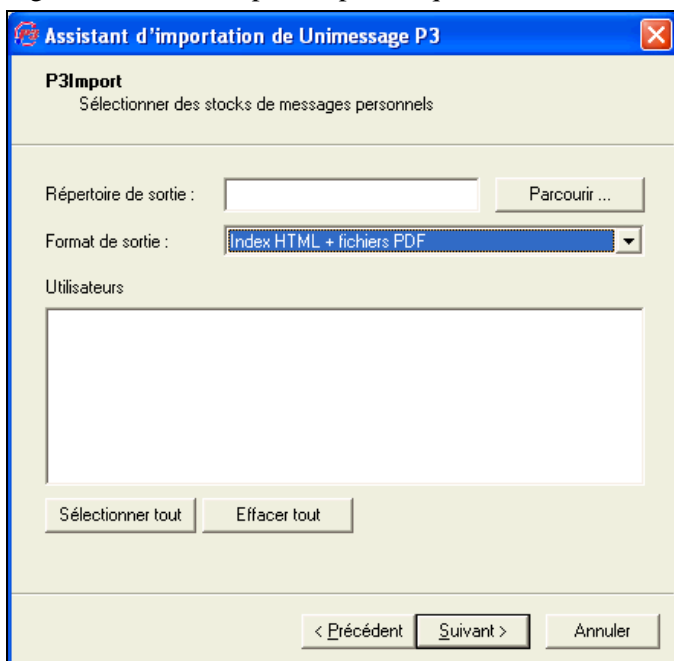 Assistant d'importation de Unimessage P3
P3Import
Sélectionner des stocks de messages personnels
Répertoire de sortie :
Parcourir ...
Format de sortie :
Index HTML + fichiers PDF
Utilisateurs
Sélectionner tout
Effacer tout
< Précédent
Suivant >
Annuler